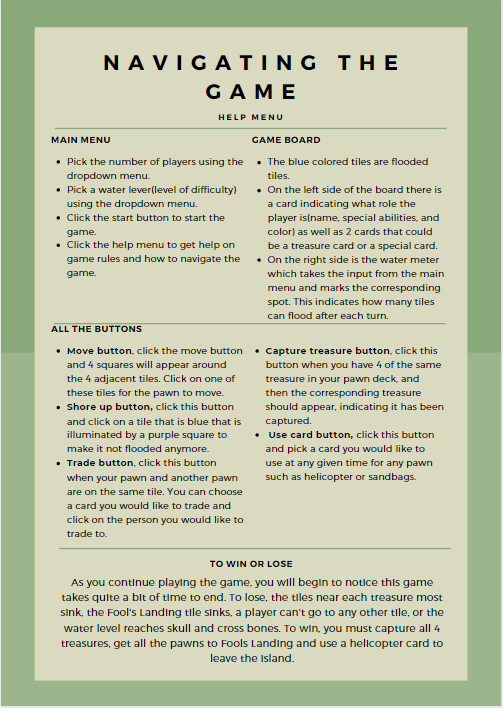 NAVIGATING THE
GAME
HELP MENU
MAIN MENU
Pick the number of players using the
dropdown menu.
Pick a water lever(level of difficulty)
using the dropdown menu.
Click the start button to start the
game.
Click the help menu to get help on
game rules and how to navigate the
game.
GAME BOARD
The blue colored tiles are flooded
tiles.
On the left side of the board there is
a card indicating what role the
player is(name, special abilities, and
color) as well as 2 cards that could
be a treasure card or a special card.
On the right side is the water meter
which takes the input from the main
menu and marks the corresponding
spot. This indicates how many tiles
can flood after each turn.
ALL THE BUTTONS
Move button, click the move button
and 4 squares will appear around
the 4 adjacent tiles. Click on one of
these tiles for the pawn to move.
Shore up button, click this button
and click on a tile that is blue that is
illuminated by a purple square to
make it not flooded anymore.
Trade button, click this button
when your pawn and another pawn
are on the same tile. You can choose
a card you would like to trade and
click on the person you would like to
trade to.
Capture treasure button, click this
button when you have 4 of the same
treasure in your pawn deck, and
then the corresponding treasure
should appear, indicating it has been
captured.
Use card button, click this button
and pick a card you would like to
use at any given time for any pawn
such as helicopter or sandbags.
TO WIN OR LOSE
As you continue playing the game, you will begin to notice this game
takes quite a bit of time to end. To lose, the tiles near each treasure most
sink, the Fool's Landing tile sinks, a player can't go to any other tile, or the
water level reaches skull and cross bones. To win, you must capture all 4
treasures, get all the pawns to Fools Landing and use a helicopter card to
leave the island.